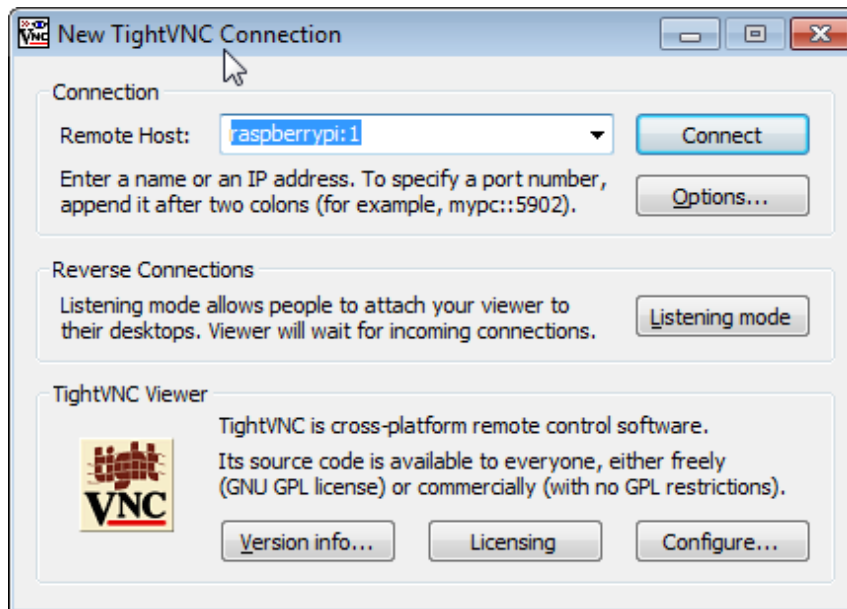 New TightVNC Connection
Connection
Remote Host: raspberrypi:1 Connect
Enter a name or an IP address. To specify a port number,
append it after two colons (for example, mypc::5902).
Options...
Reverse Connections
Listening mode allows people to attach your viewer to
their desktops. Viewer will wait for incoming connections.
Listening mode
TightVNC Viewer
tight
VNC
TightVNC is cross-platform remote control software.
Its source code is available to everyone, either freely
(GNU GPL license) or commercially (with no GPL restrictions).
Version info... Licensing Configure...